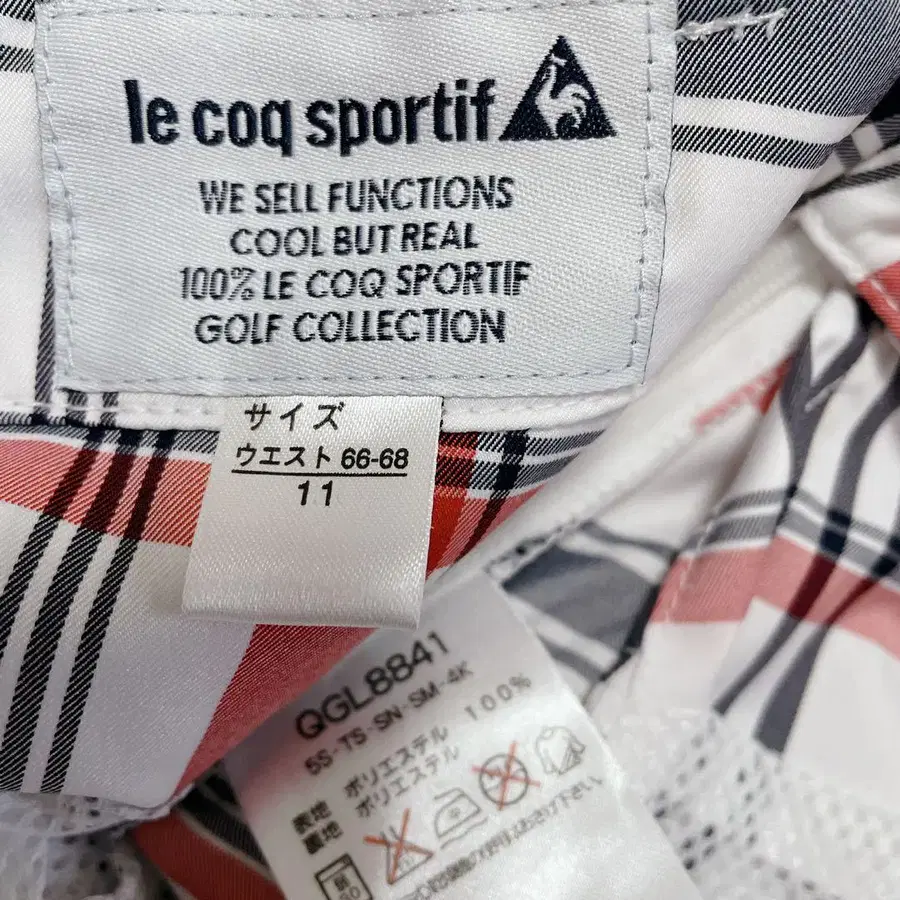 le coq sportif
WE SELL FUNCTIONS
COOL BUT REAL
100% LE COQ SPORTIF
GOLF COLLECTION
サイズ
ウエスト 66-68
11
QGL8841
5S-TS-SN-SM-4K
表地 ポリエステル 100%
裏地 ポリエステル